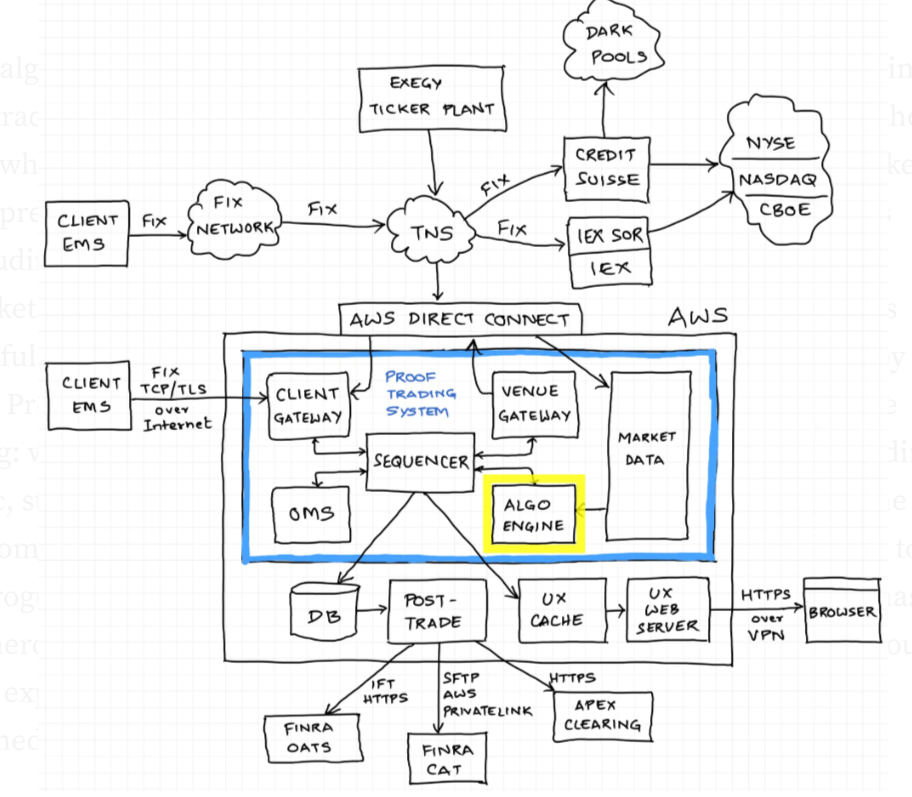 DARK
POOLS
EXEGY
TICKER PLANT
NYSE
NASDAQ
CBOE
CREDIT
SUISSE
FIX
CLIENT
EMS
FIX
FIX
NETWORK
FIX
TNS
FIX
IEX SOR
IEX
AWS DIRECT CONNECT
AWS
CLIENT
EMS
FIX
TCP/TLS
over
Internet
CLIENT
GATEWAY
PROOF
TRADING
SYSTEM
VENUE
GATEWAY
MARKET
DATA
SEQUENCER
OMS
ALGO
ENGINE
DB
POST-
TRADE
UX
CACHE
UX
WEB
SERVER
HTTPS
over
VPN
BROWSER
IFT
HTTPS
SFTP
AWS
PRIVATELINK
HTTPS
FINRA
OATS
FINRA
CAT
APEX
CLEARING